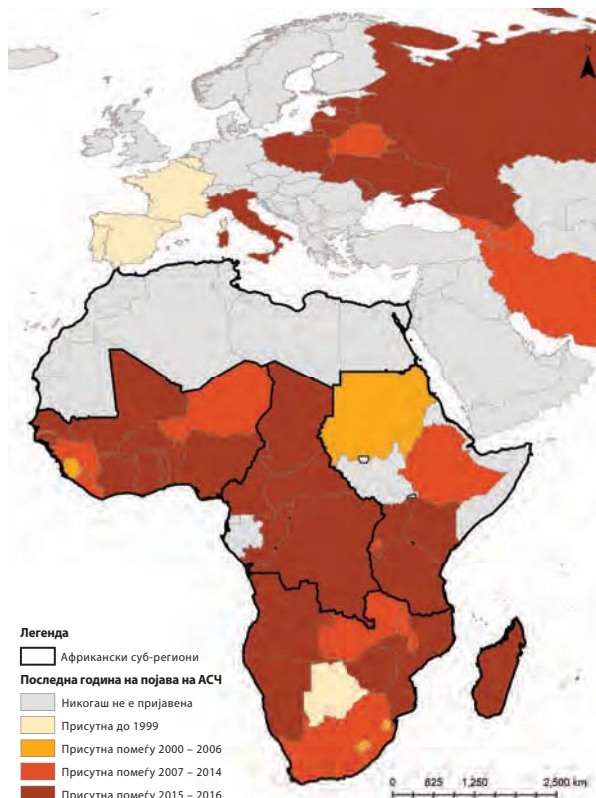 Легенда
Африкански суб-региони
Последна година на појава на АСЧ
Никогаш не е пријавена
Присутна до 1999
Присутна помеѓу 2000 – 2006
Присутна помеѓу 2007 – 2014
Присутна помеѓу 2015 – 2016
0 825 1,250 2,500 km